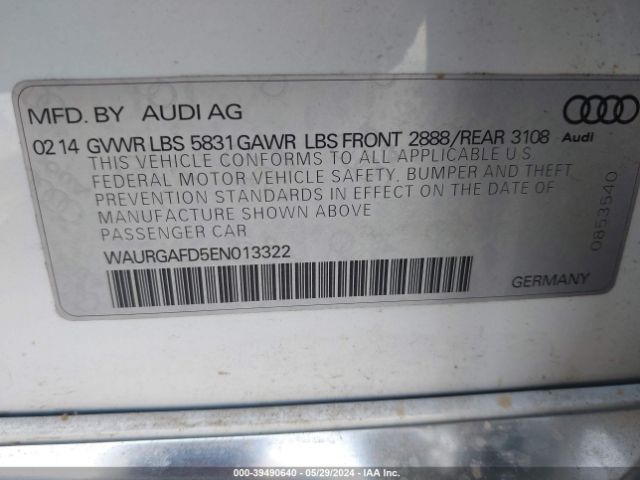 MFD. BY AUDI AG
02 14 GVWR LBS 5831 GAWR LBS FRONT 2888/REAR 3108 Audi
THIS VEHICLE CONFORMS TO ALL APPLICABLE U S
FEDERAL MOTOR VEHICLE SAFETY, BUMPER AND THEFT
PREVENTION STANDARDS IN EFFECT ON THE DATE OF
MANUFACTURE SHOWN ABOVE
PASSENGER CAR
0853540
WAURGAFD5EN013322
GERMANY
000-39490640 - 05/29/2024 - IAA Inc.